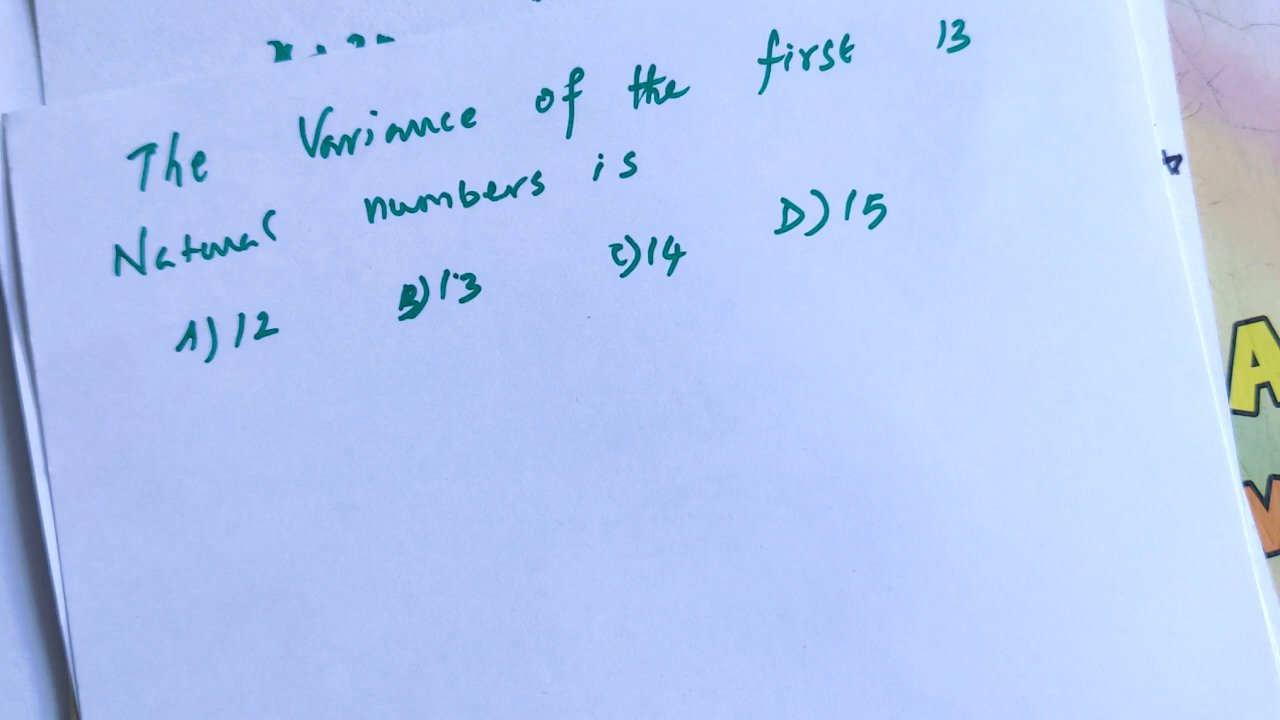 The Variance of the first 13
Natural numbers is
A) 12 B) 13 C) 14 D) 15
A